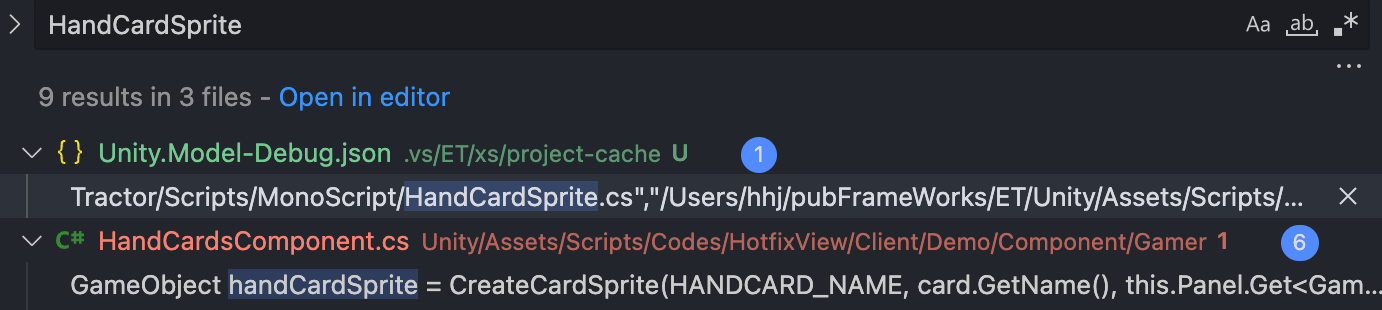 HandCardSprite Aa ab .*
...
9 results in 3 files - Open in editor
{} Unity.Model-Debug.json .vs/ET/xs/project-cache U 1
Tractor/Scripts/MonoScript/HandCardSprite.cs","/Users/hhj/pubFrameWorks/ET/Unity/Assets/Scripts/...
C# HandCardsComponent.cs Unity/Assets/Scripts/Codes/HotfixView/Client/Demo/Component/Gamer 1 6
GameObject handCardSprite = CreateCardSprite(HANDCARD_NAME, card.GetName(), this.Panel.Get<Gam...